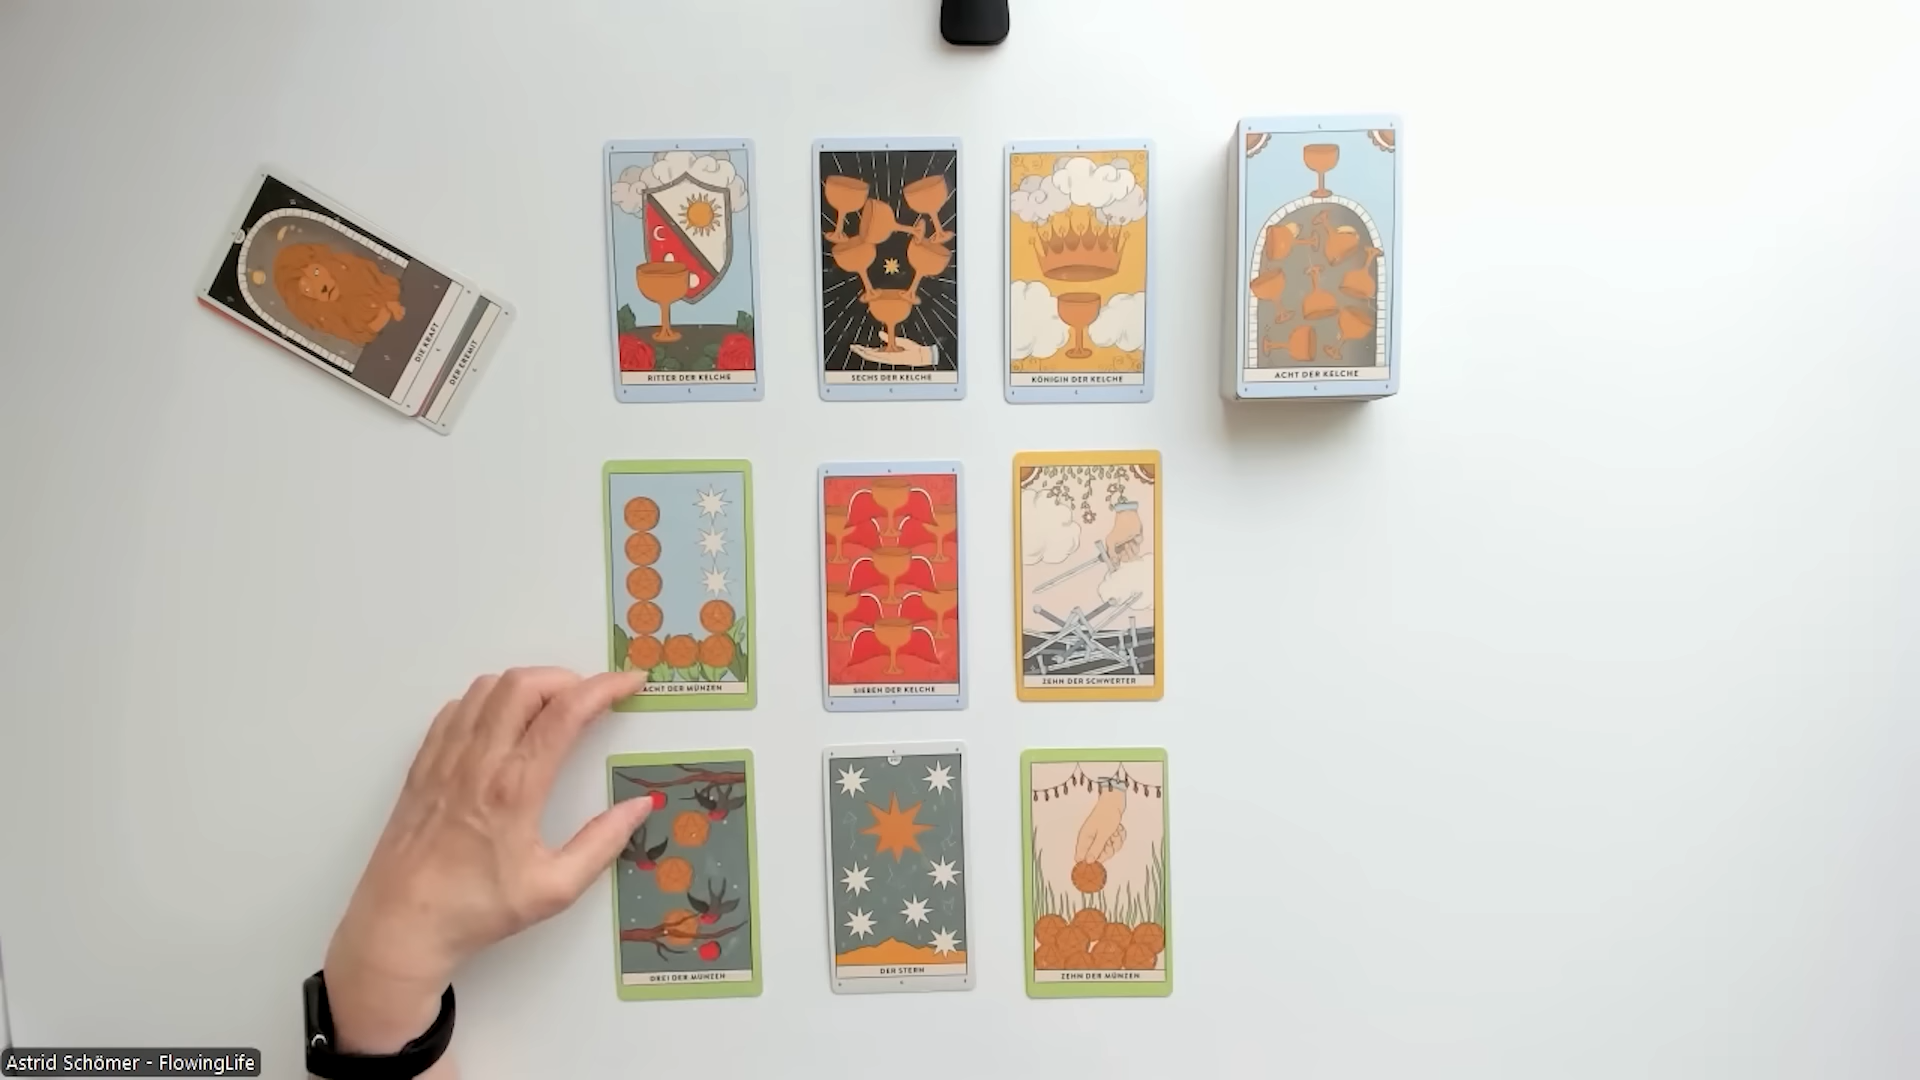 DIE KRAFT
DER EREMIT
RITTER DER KELCHE
SECHS DER KELCHE
KÖNIGIN DER KELCHE
ACHT DER KELCHE
ACHT DER MÜNZEN
SIEBEN DER KELCHE
ZEHN DER SCHWERTER
DREI DER MÜNZEN
DER STERN
ZEHN DER MÜNZEN
Astrid Schömer - FlowingLife